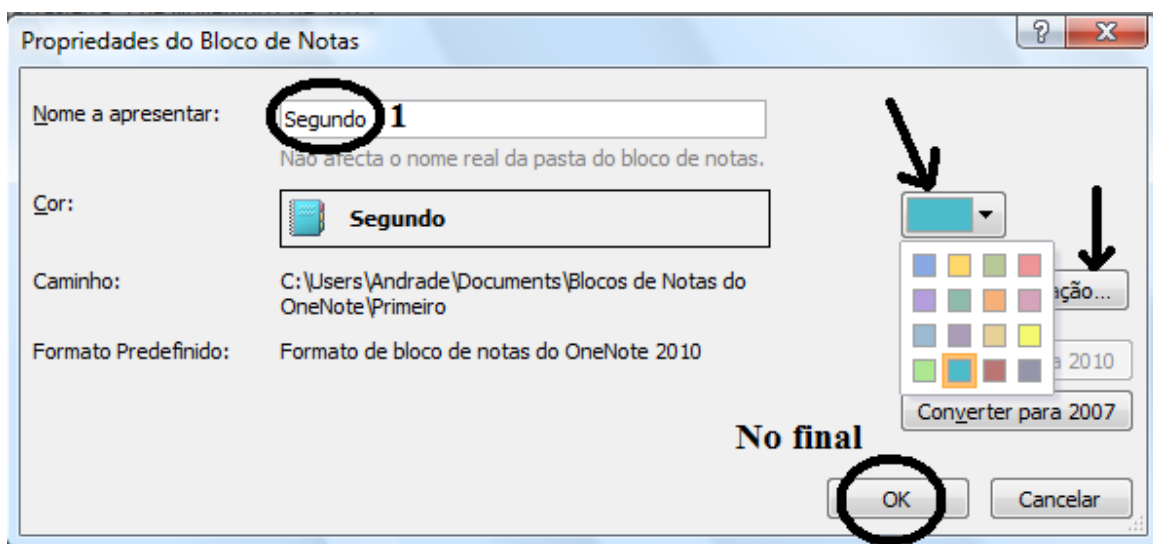 Propriedades do Bloco de Notas
Nome a apresentar:
Segundo 1
Não afecta o nome real da pasta do bloco de notas.
Cor:
Segundo
Caminho:
C:\Users\Andrade\Documents\Blocos de Notas do
OneNote\Primeiro
ação...
Formato Predefinido:
Formato de bloco de notas do OneNote 2010
2010
Converter para 2007
No final
OK
Cancelar